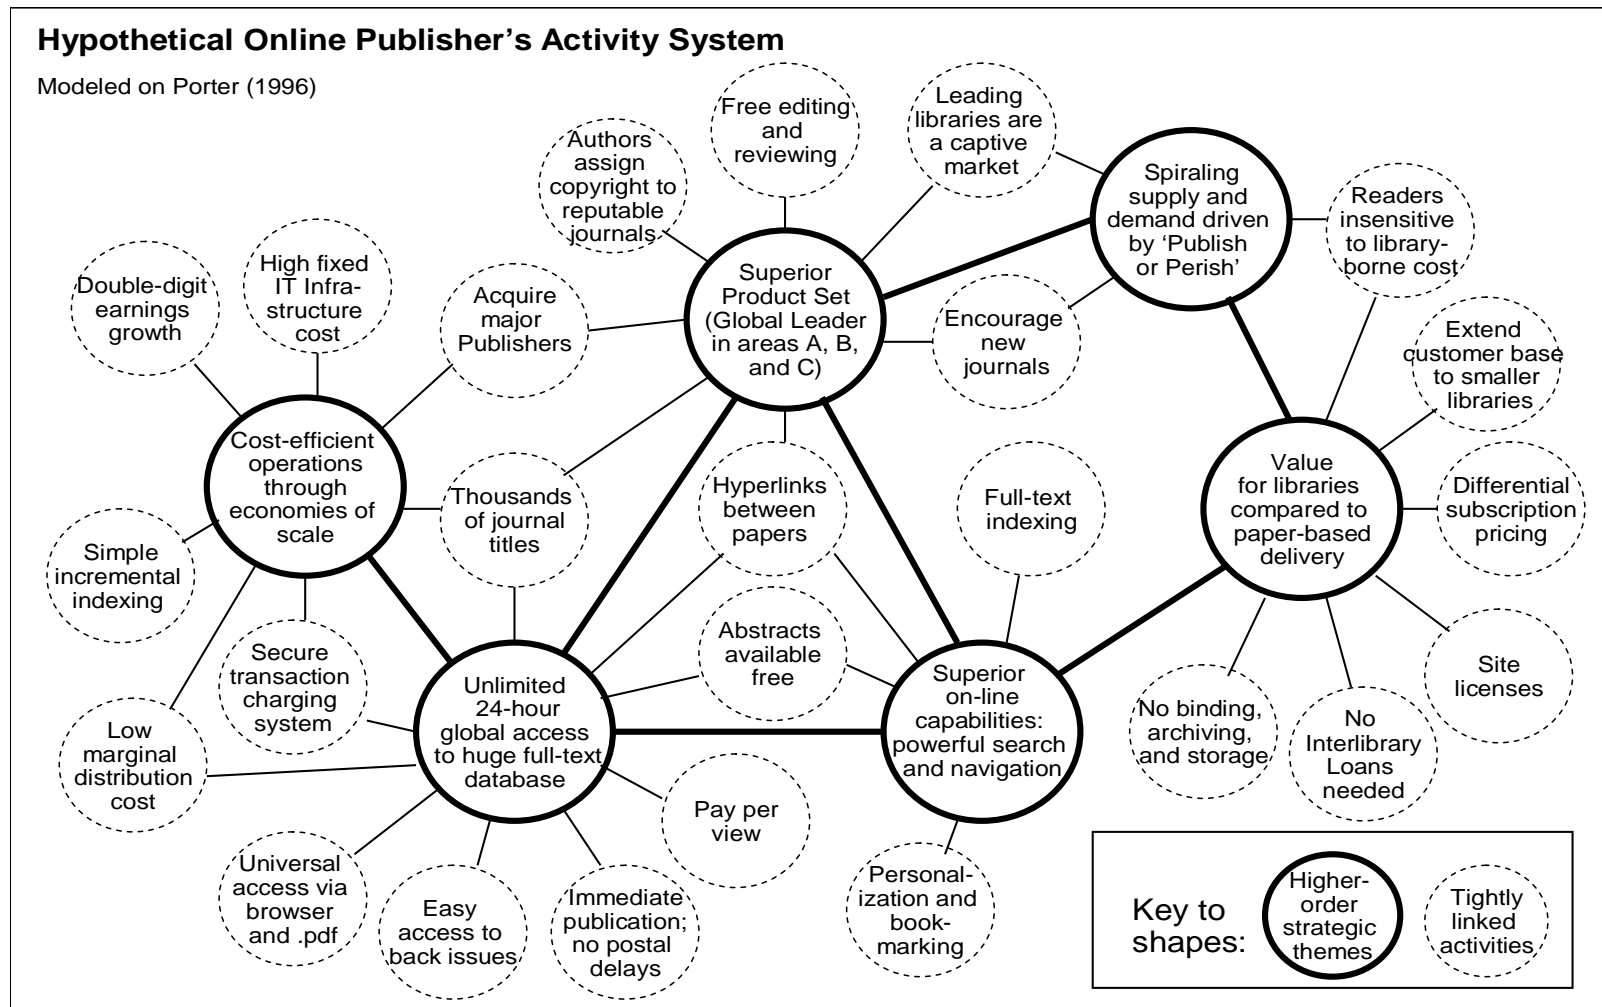 Hypothetical Online Publisher's Activity System
Modeled on Porter (1996)
Free editing
and
reviewing
Leading
libraries are
a captive
market
Authors
assign
copyright to
reputable
journals
Spiraling
supply and
demand driven
by ‘Publish
or Perish’
Readers
insensitive
to library-
borne cost
Double-digit
earnings
growth
High fixed
IT Infra-
structure
cost
Acquire
major
Publishers
Superior
Product Set
(Global Leader
in areas A, B,
and C)
Encourage
new
journals
Extend
customer base
to smaller
libraries
Cost-efficient
operations
through
economies of
scale
Thousands
of journal
titles
Hyperlinks
between
papers
Full-text
indexing
Value
for libraries
compared to
paper-based
delivery
Differential
subscription
pricing
Simple
incremental
indexing
Secure
transaction
charging
system
Abstracts
available
free
Unlimited
24-hour
global access
to huge full-text
database
Superior
on-line
capabilities:
powerful search
and navigation
Site
licenses
Low
marginal
distribution
cost
No binding,
archiving,
and storage
No
Interlibrary
Loans
needed
Pay per
view
Universal
access via
browser
and .pdf
Easy
access to
back issues
Immediate
publication;
no postal
delays
Personal-
ization and
book-
marking
Key to
shapes:
Higher-
order
strategic
themes
Tightly
linked
activities